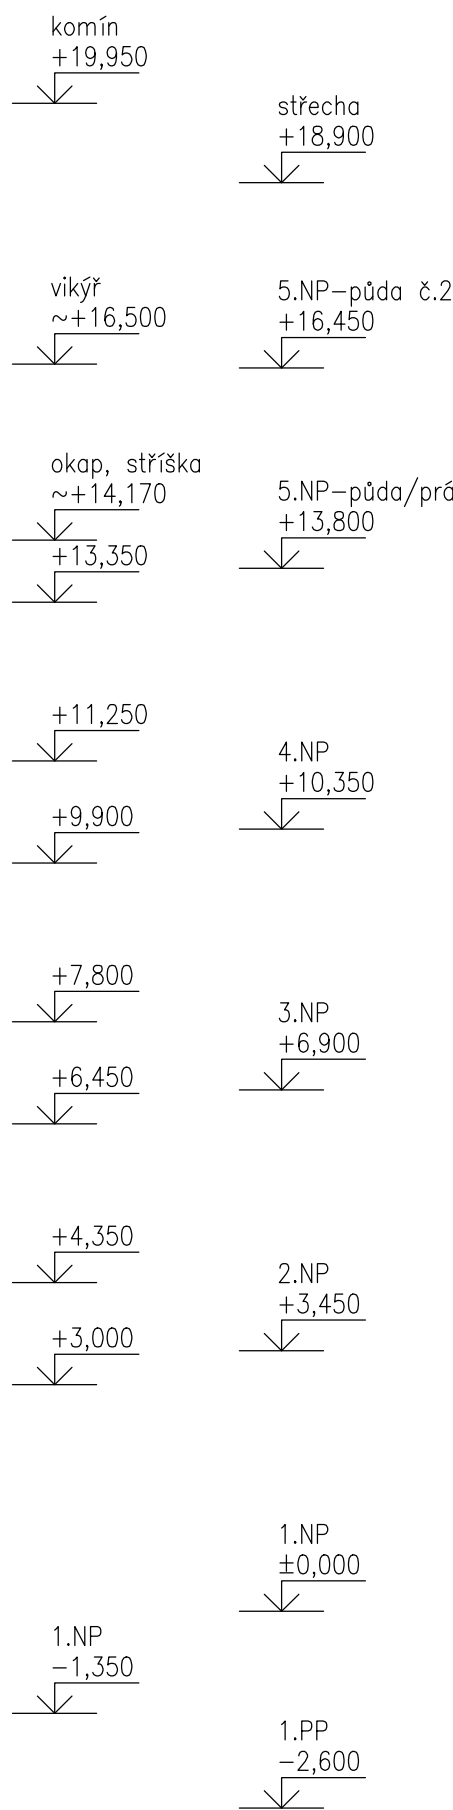 komín
+19,950
střecha
+18,900
vikýř
~+16,500
5.NP-půda č.2
+16,450
okap, stříška
~+14,170
+13,350
5.NP-půda/prá
+13,800
+11,250
4.NP
+10,350
+9,900
+7,800
3.NP
+6,900
+6,450
+4,350
2.NP
+3,450
+3,000
1.NP
±0,000
1.NP
-1,350
1.PP
-2,600